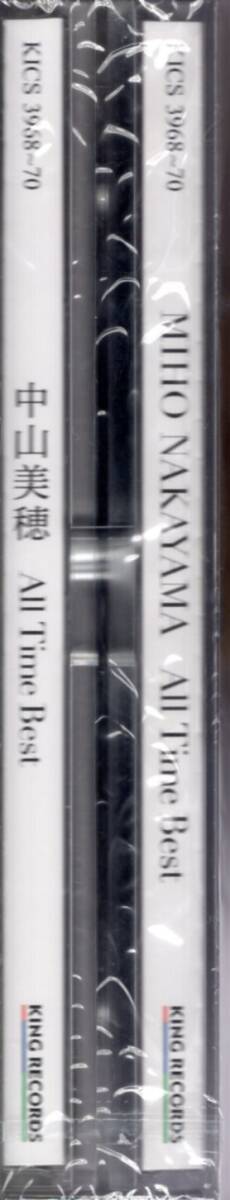 KICS 3968~70 MIHO NAKAYAMA All Time Best KING RECORDS
KICS 3968~70 中山美穂 All Time Best KING RECORDS